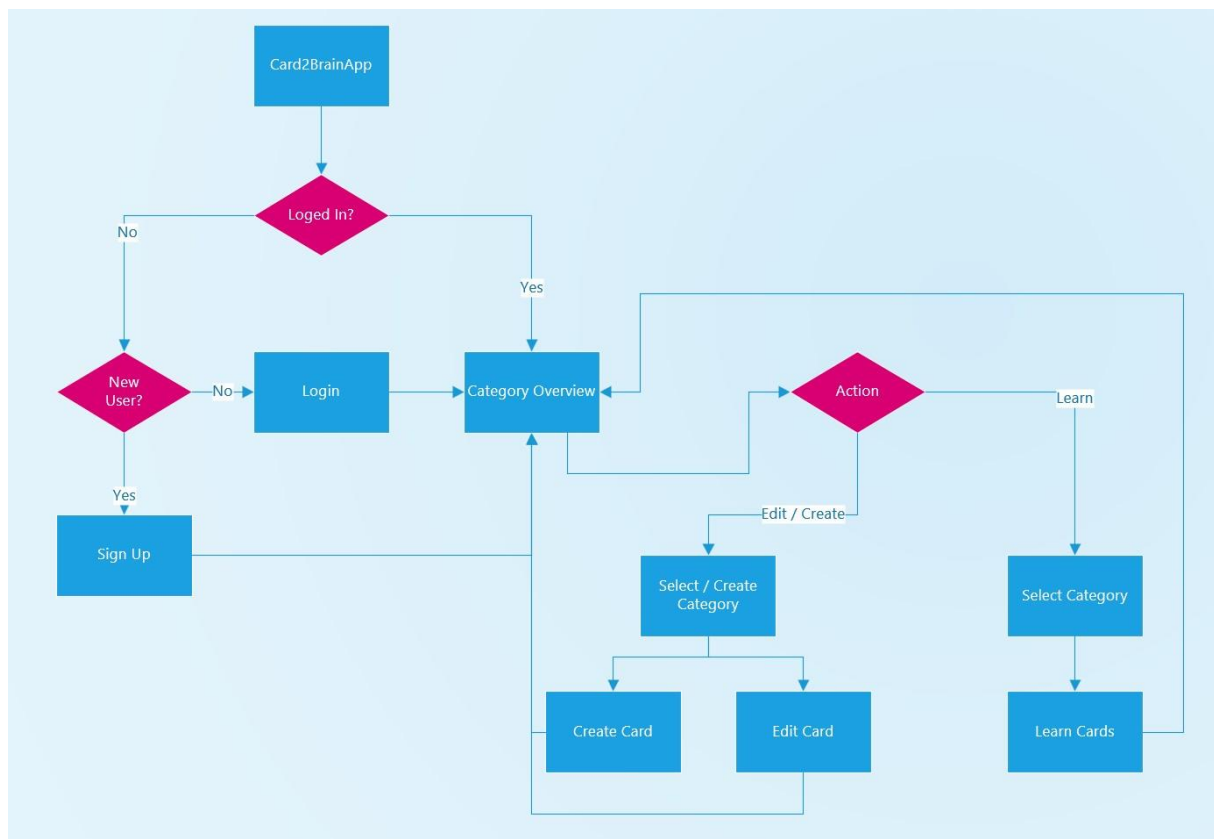 Card2BrainApp
Loged In?
No
Yes
New
User?
No
Login
Category Overview
Action
Learn
Yes
Edit / Create
Sign Up
Select / Create
Category
Select Category
Create Card
Edit Card
Learn Cards